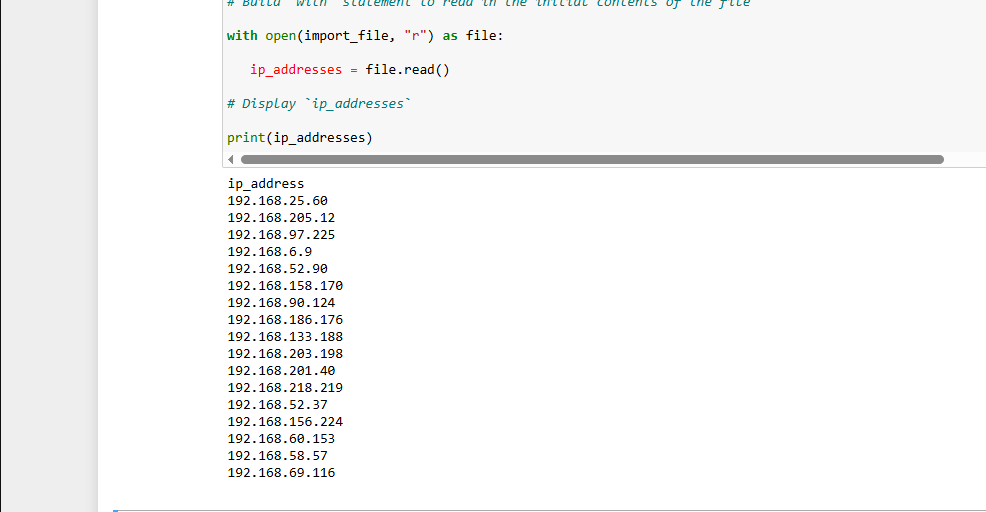 # Build `with` statement to read in the initial contents of the file
with open(import_file, "r") as file:
ip_addresses = file.read()
# Display `ip_addresses`
print(ip_addresses)
ip_address
192.168.25.60
192.168.205.12
192.168.97.225
192.168.6.9
192.168.52.90
192.168.158.170
192.168.90.124
192.168.186.176
192.168.133.188
192.168.203.198
192.168.201.40
192.168.218.219
192.168.52.37
192.168.156.224
192.168.60.153
192.168.58.57
192.168.69.116